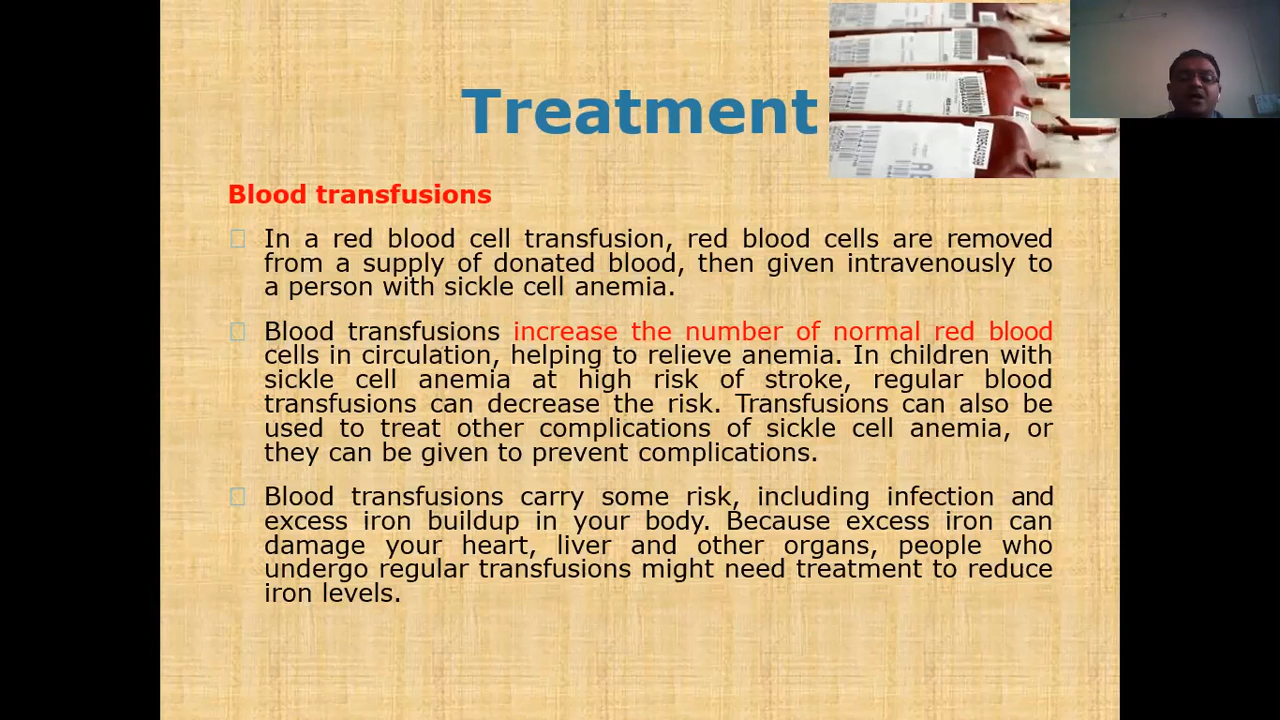 Treatment
Blood transfusions
In a red blood cell transfusion, red blood cells are removed
from a supply of donated blood, then given intravenously to
a person with sickle cell anemia.
Blood transfusions increase the number of normal red blood
cells in circulation, helping to relieve anemia. In children with
sickle cell anemia at high risk of stroke, regular blood
transfusions can decrease the risk. Transfusions can also be
used to treat other complications of sickle cell anemia, or
they can be given to prevent complications.
Blood transfusions carry some risk, including infection and
excess iron buildup in your body. Because excess iron can
damage your heart, liver and other organs, people who
undergo regular transfusions might need treatment to reduce
iron levels.